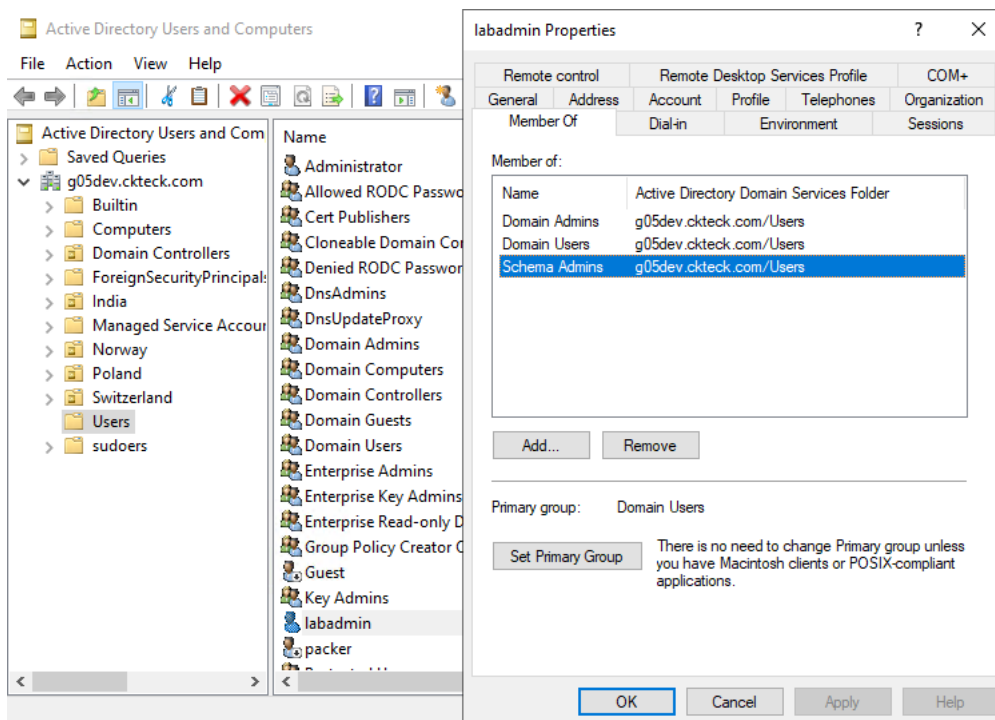 Active Directory Users and Computers
File Action View Help
Active Directory Users and Com
Saved Queries
g05dev.ckteck.com
Builtin
Computers
Domain Controllers
ForeignSecurityPrincipals
India
Managed Service Accour
Norway
Poland
Switzerland
Users
sudoers
Name
Administrator
Allowed RODC Passwo
Cert Publishers
Cloneable Domain Cor
Denied RODC Passwor
DnsAdmins
DnsUpdateProxy
Domain Admins
Domain Computers
Domain Controllers
Domain Guests
Domain Users
Enterprise Admins
Enterprise Key Admins
Enterprise Read-only D
Group Policy Creator O
Guest
Key Admins
labadmin
packer
labadmin Properties ? ×
Remote control Remote Desktop Services Profile COM+
General Address Account Profile Telephones Organization
Member Of Dial-in Environment Sessions
Member of:
Name Active Directory Domain Services Folder
Domain Admins g05dev.ckteck.com/Users
Domain Users g05dev.ckteck.com/Users
Schema Admins g05dev.ckteck.com/Users
Add... Remove
Primary group: Domain Users
Set Primary Group
There is no need to change Primary group unless
you have Macintosh clients or POSIX-compliant
applications.
OK Cancel Apply Help